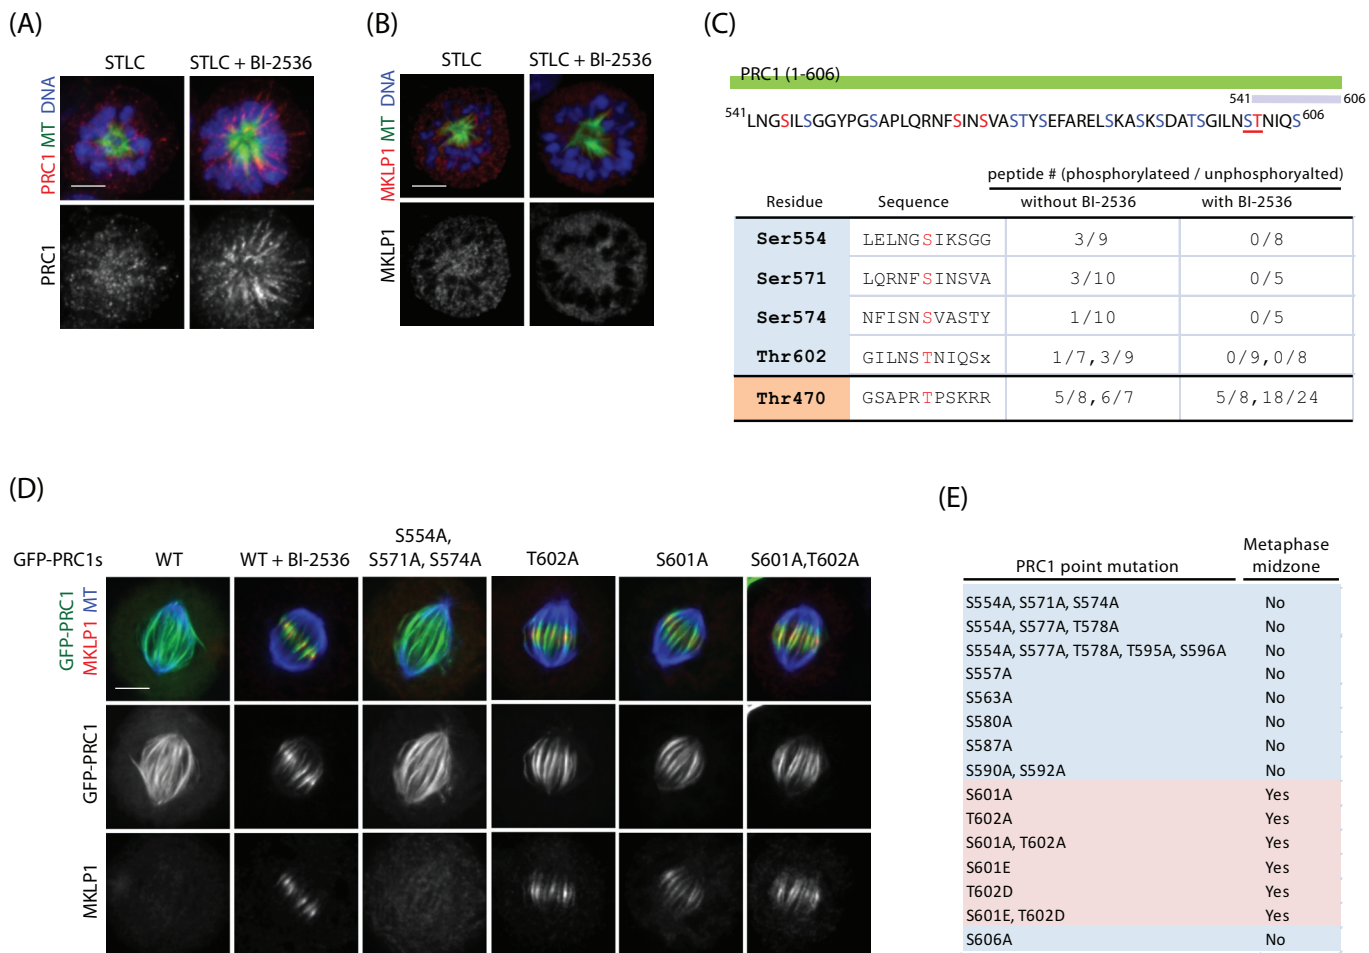 (A)
STLC
STLC + BI-2536
PRC1 MT DNA
PRC1
(B)
STLC
STLC + BI-2536
MKLP1 MT DNA
MKLP1
(C)
PRC1 (1-606)
541 606
541LNGSILSGGYPGSAPLQRNFSINSVASTYSEFARELSKASKSDATSGILNSTNIQS606
peptide # (phosphorylateed / unphosphoryalted)
Residue Sequence without BI-2536 with BI-2536
Ser554 LELNGSIKSGG 3/9 0/8
Ser571 LQRNFSINSVA 3/10 0/5
Ser574 NFISNSVASTY 1/10 0/5
Thr602 GILNSTNIQSx 1/7,3/9 0/9,0/8
Thr470 GSAPRTPSKRR 5/8,6/7 5/8,18/24
(D)
GFP-PRC1s
WT
WT + BI-2536
S554A,
S571A, S574A
T602A
S601A
S601A,T602A
GFP-PRC1
MKLP1 MT
GFP-PRC1
MKLP1
(E)
PRC1 point mutation
Metaphase
midzone
S554A, S571A, S574A No
S554A, S577A, T578A No
S554A, S577A, T578A, T595A, S596A No
S557A No
S563A No
S580A No
S587A No
S590A, S592A No
S601A Yes
T602A Yes
S601A, T602A Yes
S601E Yes
T602D Yes
S601E, T602D Yes
S606A No